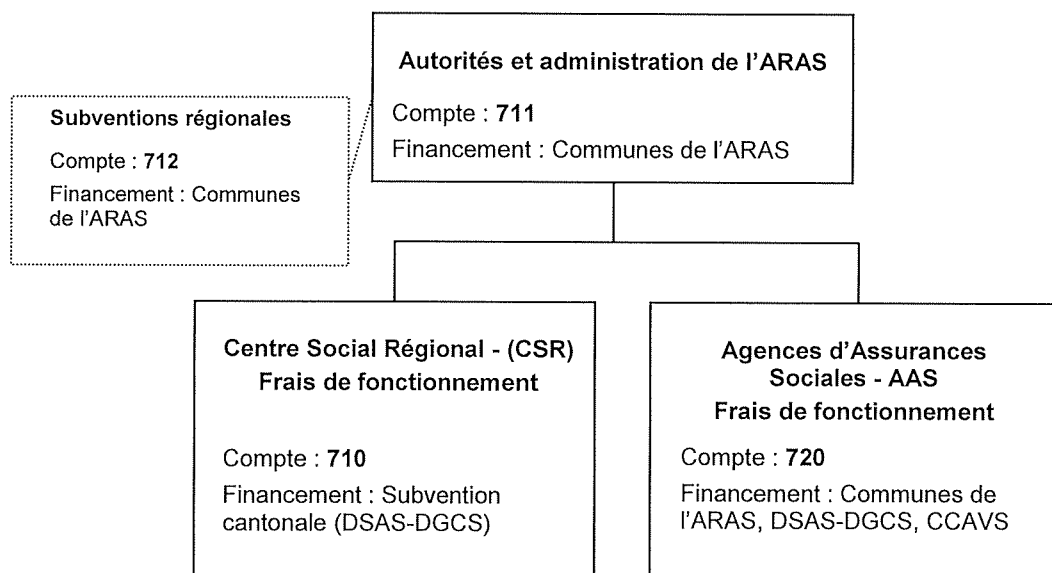 Autorités et administration de l'ARAS
Compte : 711
Financement : Communes de l'ARAS
Subventions régionales
Compte : 712
Financement : Communes
de l'ARAS
Centre Social Régional - (CSR)
Frais de fonctionnement
Compte : 710
Financement : Subvention
cantonale (DSAS-DGCS)
Agences d'Assurances
Sociales - AAS
Frais de fonctionnement
Compte : 720
Financement : Communes de
l'ARAS, DSAS-DGCS, CCAVS